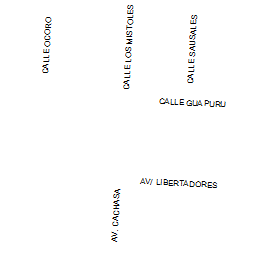 CALLE OCORO
CALLE LOS MISTOLES
CALLE SAUSALES
CALLE GUAPURU
AV/ LIBERTADORES
AV. CACHASA